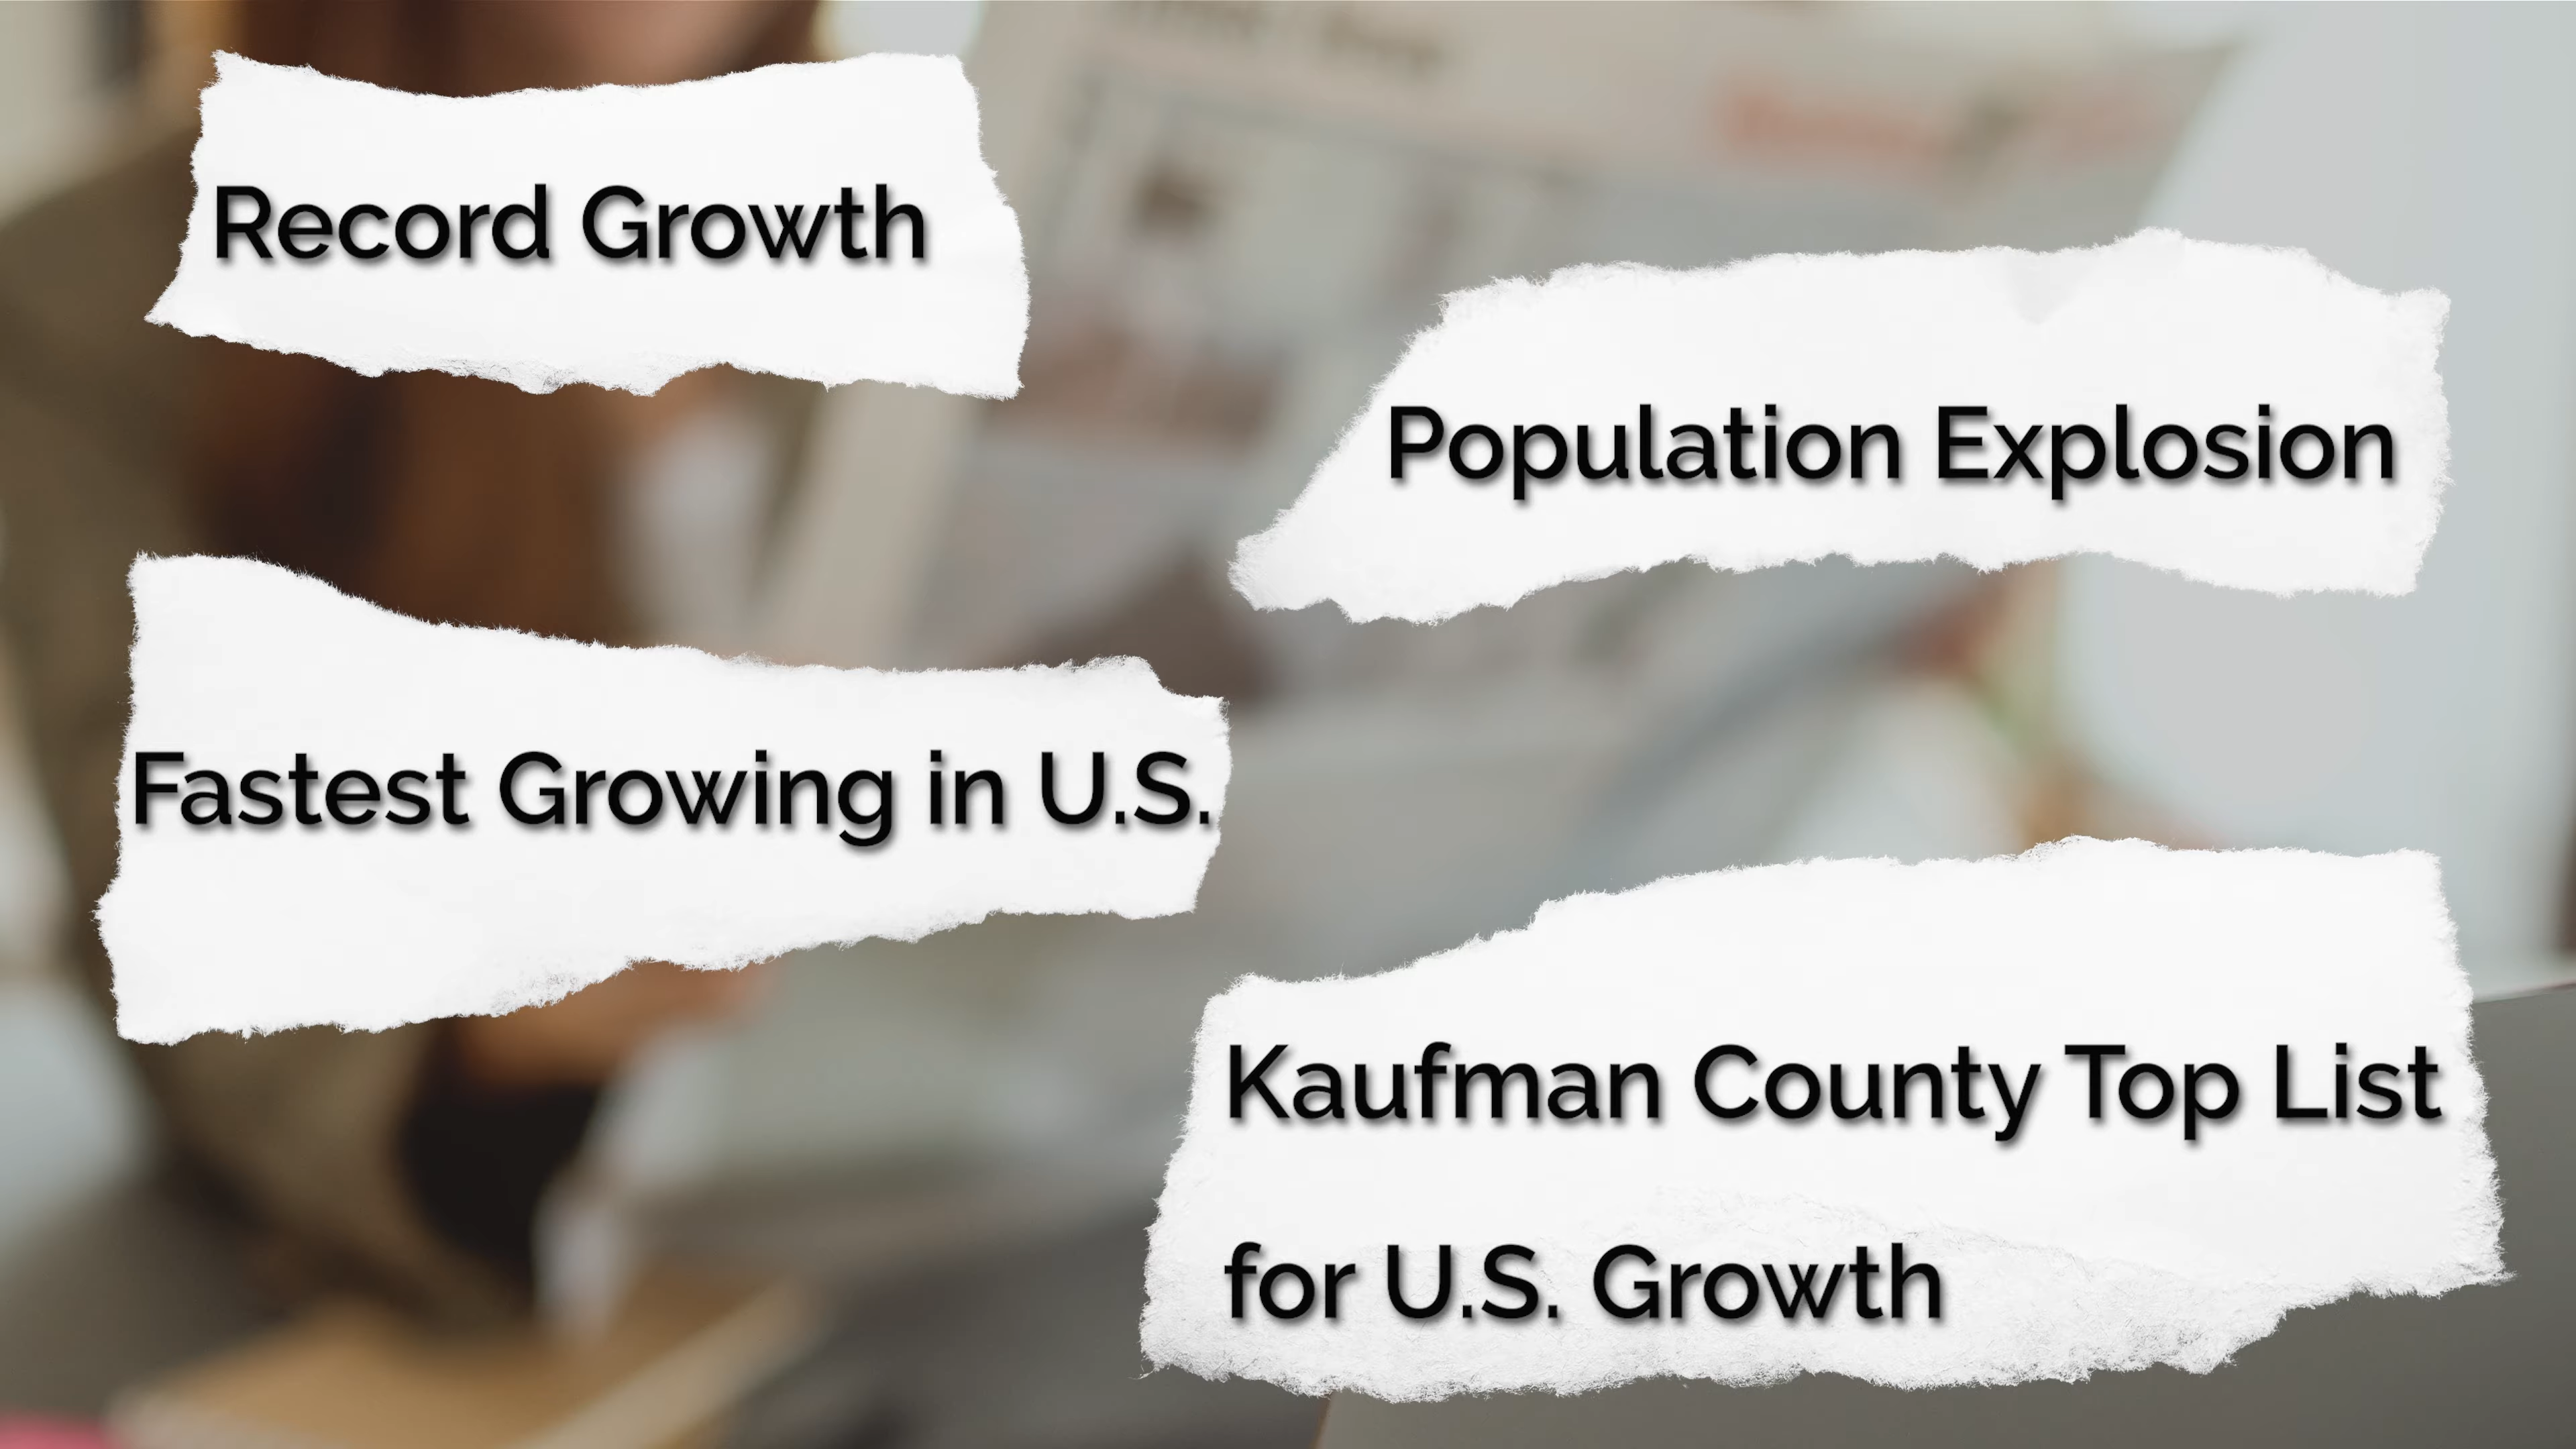 Record Growth
Population Explosion
Fastest Growing in U.S.
Kaufman County Top List
for U.S. Growth